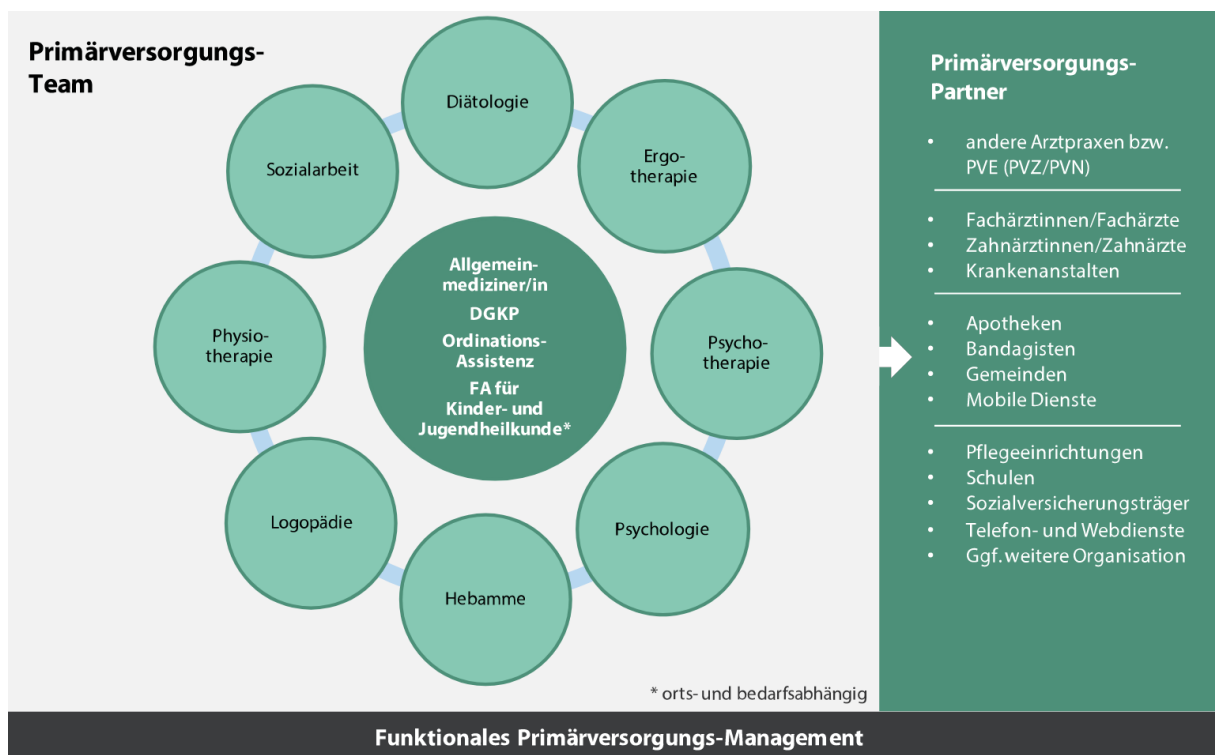 Primärversorgungs-
Team
Diätologie
Ergo-
therapie
Psycho-
therapie
Psychologie
Hebamme
Logopädie
Physio-
therapie
Sozialarbeit
Allgemein-
mediziner/in
DGKP
Ordinations-
Assistenz
FA für
Kinder- und
Jugendheilkunde*
* orts- und bedarfsabhängig
Primärversorgungs-
Partner
• andere Arztpraxen bzw.
PVE (PVZ/PVN)
• Fachärztinnen/Fachärzte
• Zahnärztinnen/Zahnärzte
• Krankenanstalten
• Apotheken
• Bandagisten
• Gemeinden
• Mobile Dienste
• Pflegeeinrichtungen
• Schulen
• Sozialversicherungsträger
• Telefon- und Webdienste
• Ggf. weitere Organisation
Funktionales Primärversorgungs-Management